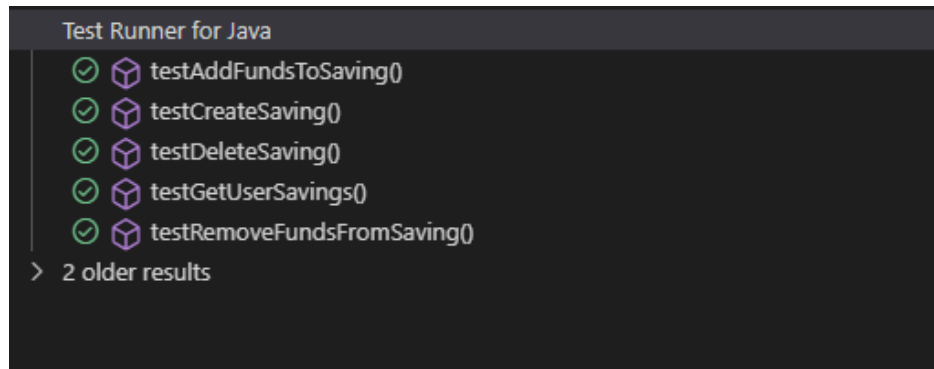 Test Runner for Java
testAddFundsToSaving()
testCreateSaving()
testDeleteSaving()
testGetUserSavings()
testRemoveFundsFromSaving()
2 older results